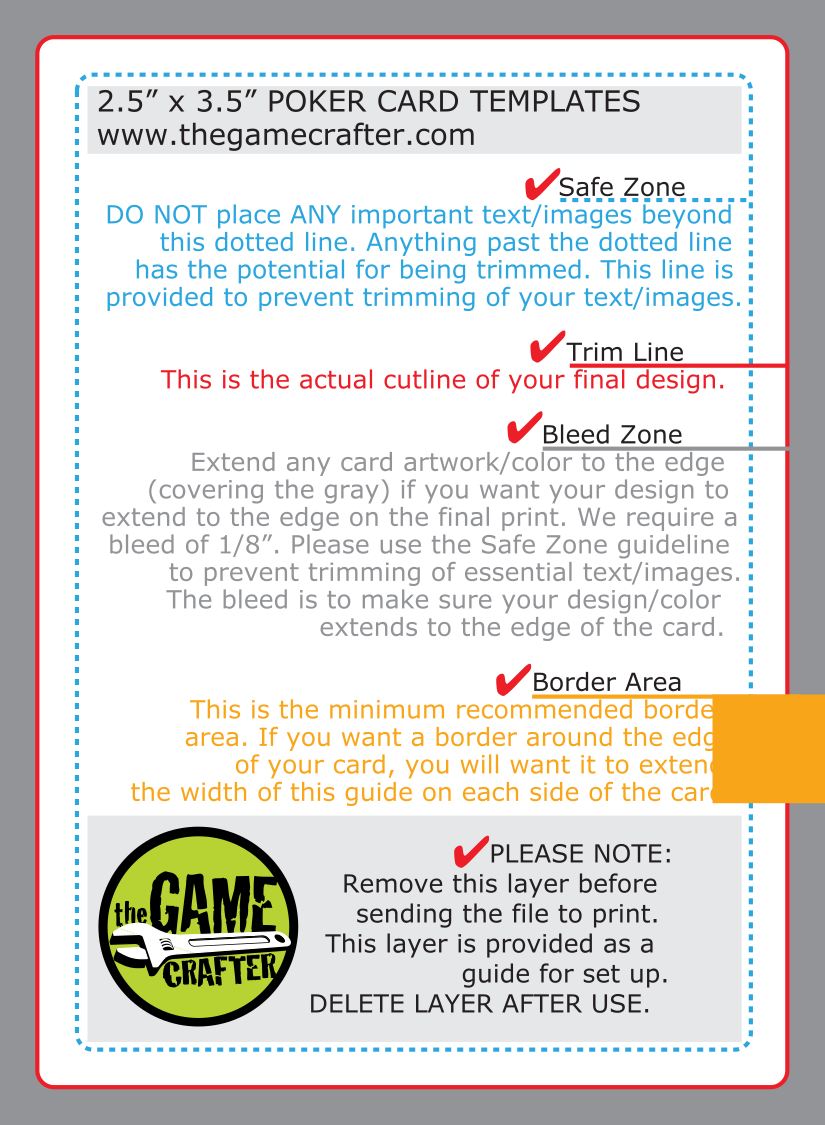 2.5” x 3.5” POKER CARD TEMPLATES
www.thegamecrafter.com
Safe Zone
DO NOT place ANY important text/images beyond
this dotted line. Anything past the dotted line
has the potential for being trimmed. This line is
provided to prevent trimming of your text/images.
Trim Line
This is the actual cutline of your final design.
Bleed Zone
Extend any card artwork/color to the edge
(covering the gray) if you want your design to
extend to the edge on the final print. We require a
bleed of 1/8”. Please use the Safe Zone guideline
to prevent trimming of essential text/images.
The bleed is to make sure your design/color
extends to the edge of the card.
Border Area
This is the minimum recommended borde
area. If you want a border around the edg
of your card, you will want it to exten
the width of this guide on each side of the car
the GAME
CRAFTER
PLEASE NOTE:
Remove this layer before
sending the file to print.
This layer is provided as a
guide for set up.
DELETE LAYER AFTER USE.